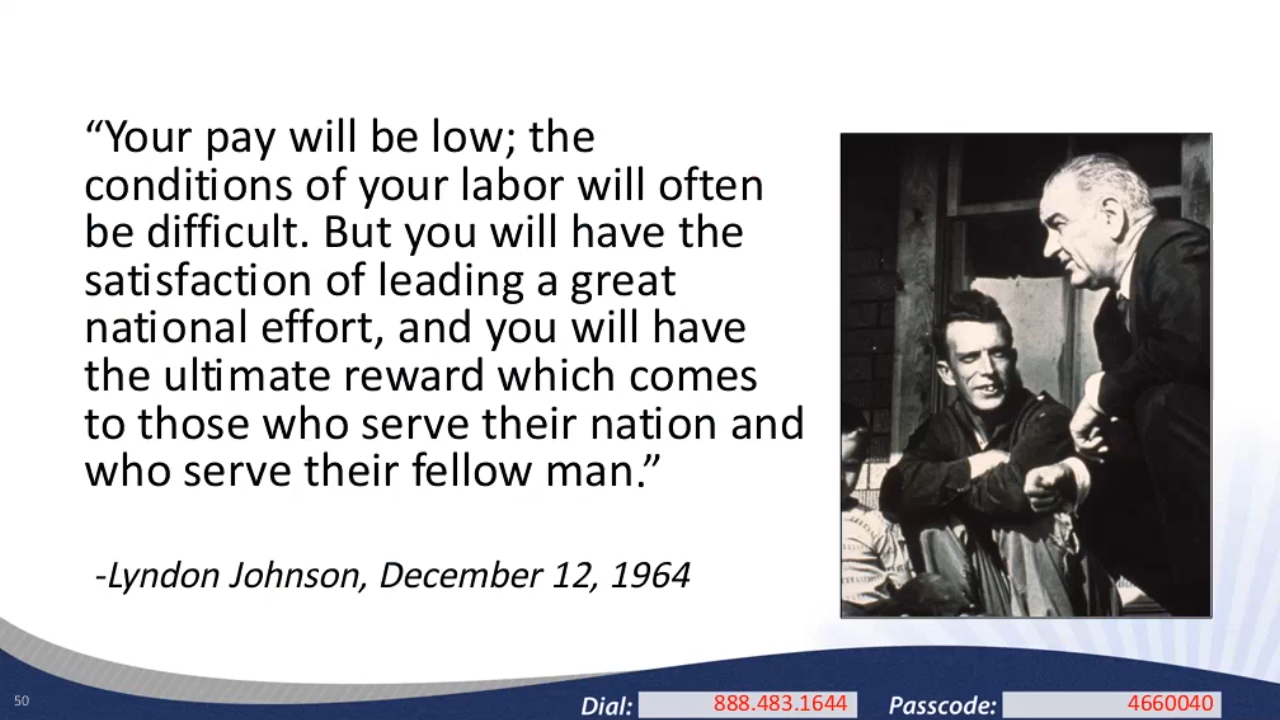 “Your pay will be low; the
conditions of your labor will often
be difficult. But you will have the
satisfaction of leading a great
national effort, and you will have
the ultimate reward which comes
to those who serve their nation and
who serve their fellow man.”
-Lyndon Johnson, December 12, 1964
50
Dial: 888.483.1644 Passcode: 4660040